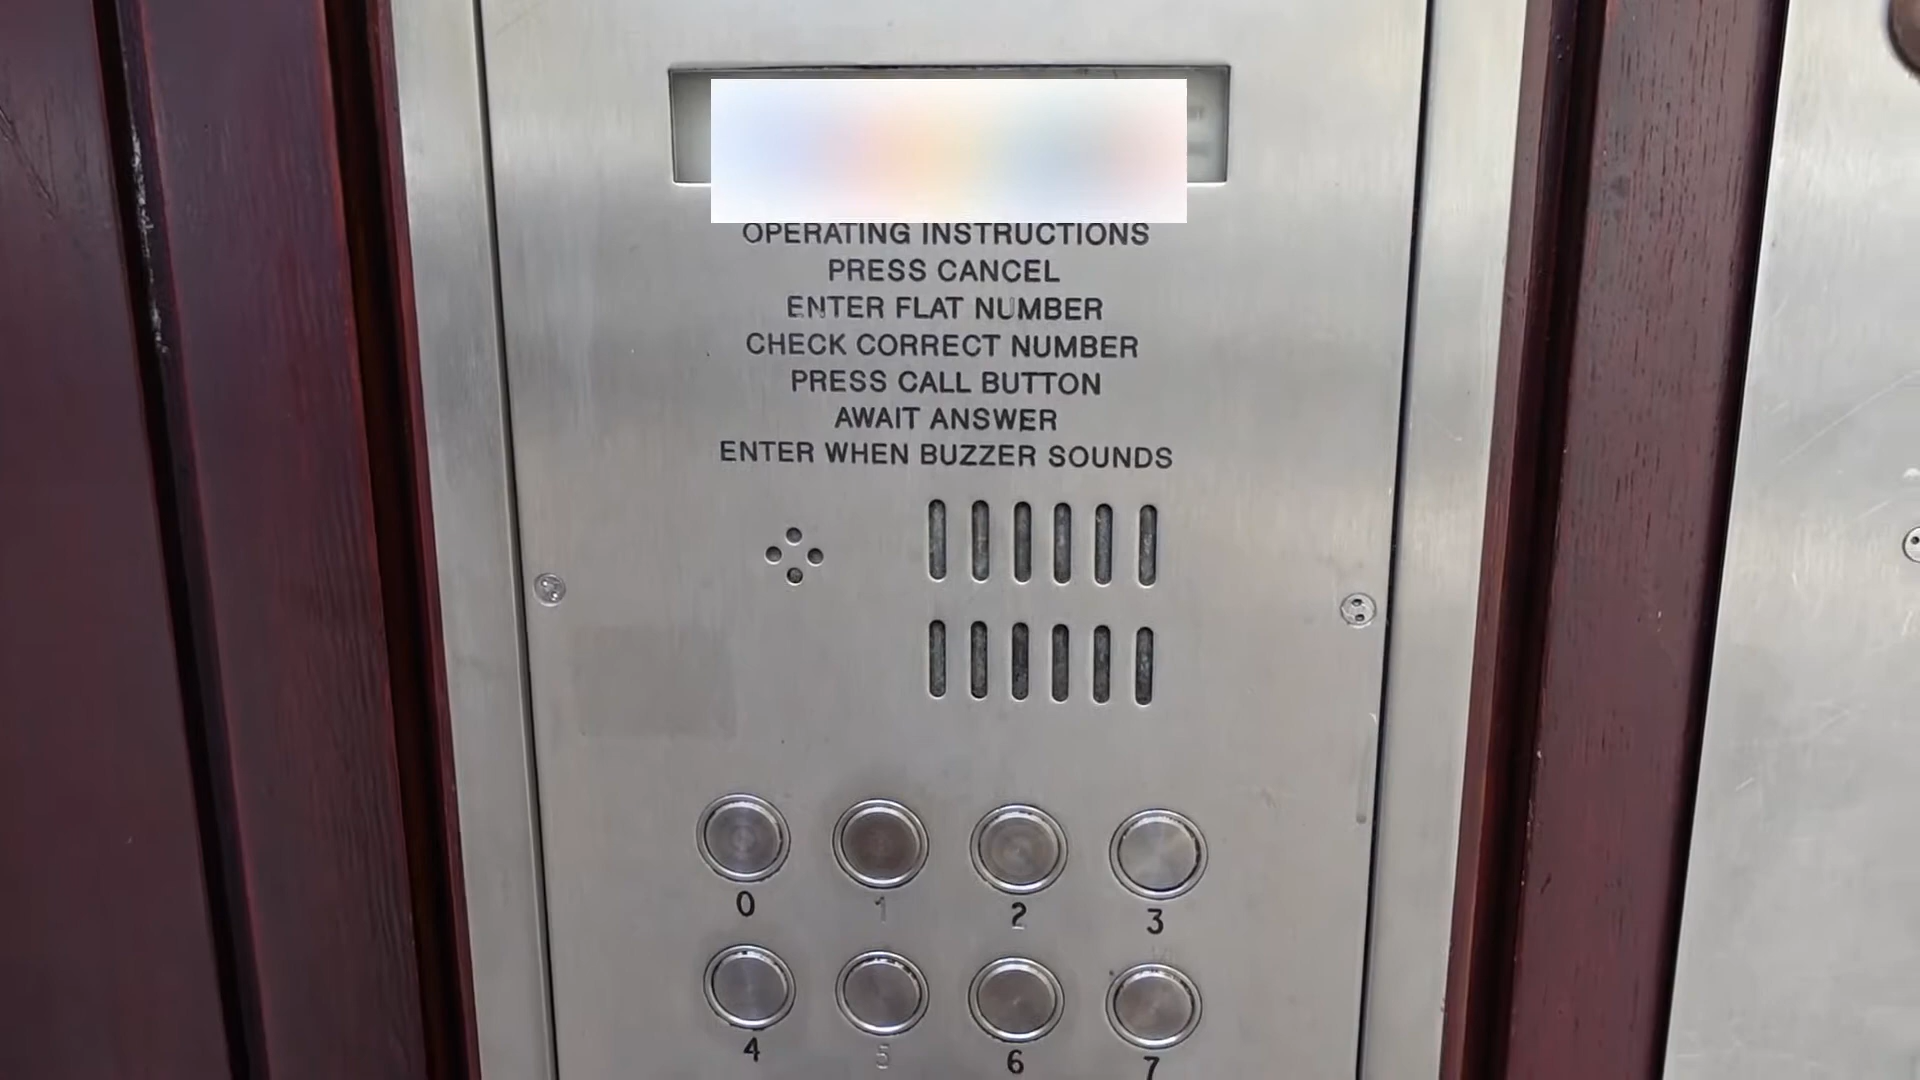 OPERATING INSTRUCTIONS
PRESS CANCEL
ENTER FLAT NUMBER
CHECK CORRECT NUMBER
PRESS CALL BUTTON
AWAIT ANSWER
ENTER WHEN BUZZER SOUNDS
0 1 2 3
4 5 6 7